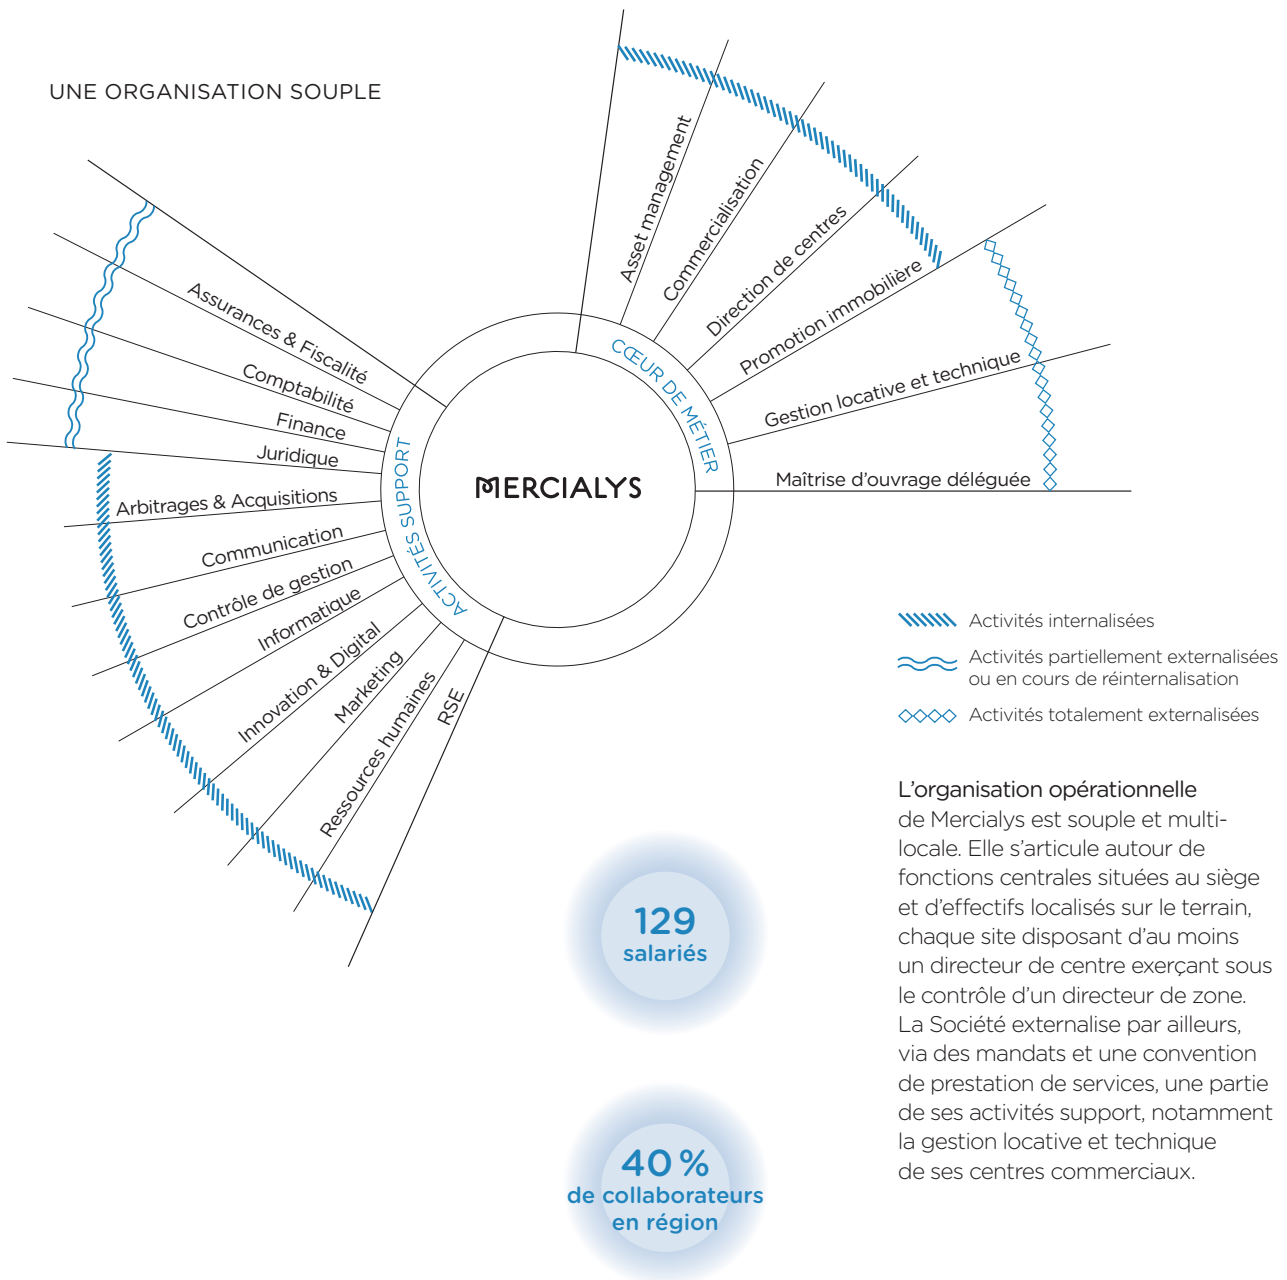 UNE ORGANISATION SOUPLE
Asset management
Commercialisation
Direction de centres
Promotion immobilière
Gestion locative et technique
Maîtrise d'ouvrage déléguée
CŒUR DE MÉTIER
MERCIALYS
ACTIVITÉS SUPPORT
Assurances & Fiscalité
Comptabilité
Finance
Juridique
Arbitrages & Acquisitions
Communication
Contrôle de gestion
Informatique
Innovation & Digital
Marketing
Ressources humaines
RSE
Activités internalisées
Activités partiellement externalisées
ou en cours de réinternalisation
Activités totalement externalisées
129
salariés
40 %
de collaborateurs
en région
L'organisation opérationnelle
de Mercialys est souple et multi-
locale. Elle s'articule autour de
fonctions centrales situées au siège
et d'effectifs localisés sur le terrain,
chaque site disposant d'au moins
un directeur de centre exerçant sous
le contrôle d'un directeur de zone.
La Société externalise par ailleurs,
via des mandats et une convention
de prestation de services, une partie
de ses activités support, notamment
la gestion locative et technique
de ses centres commerciaux.